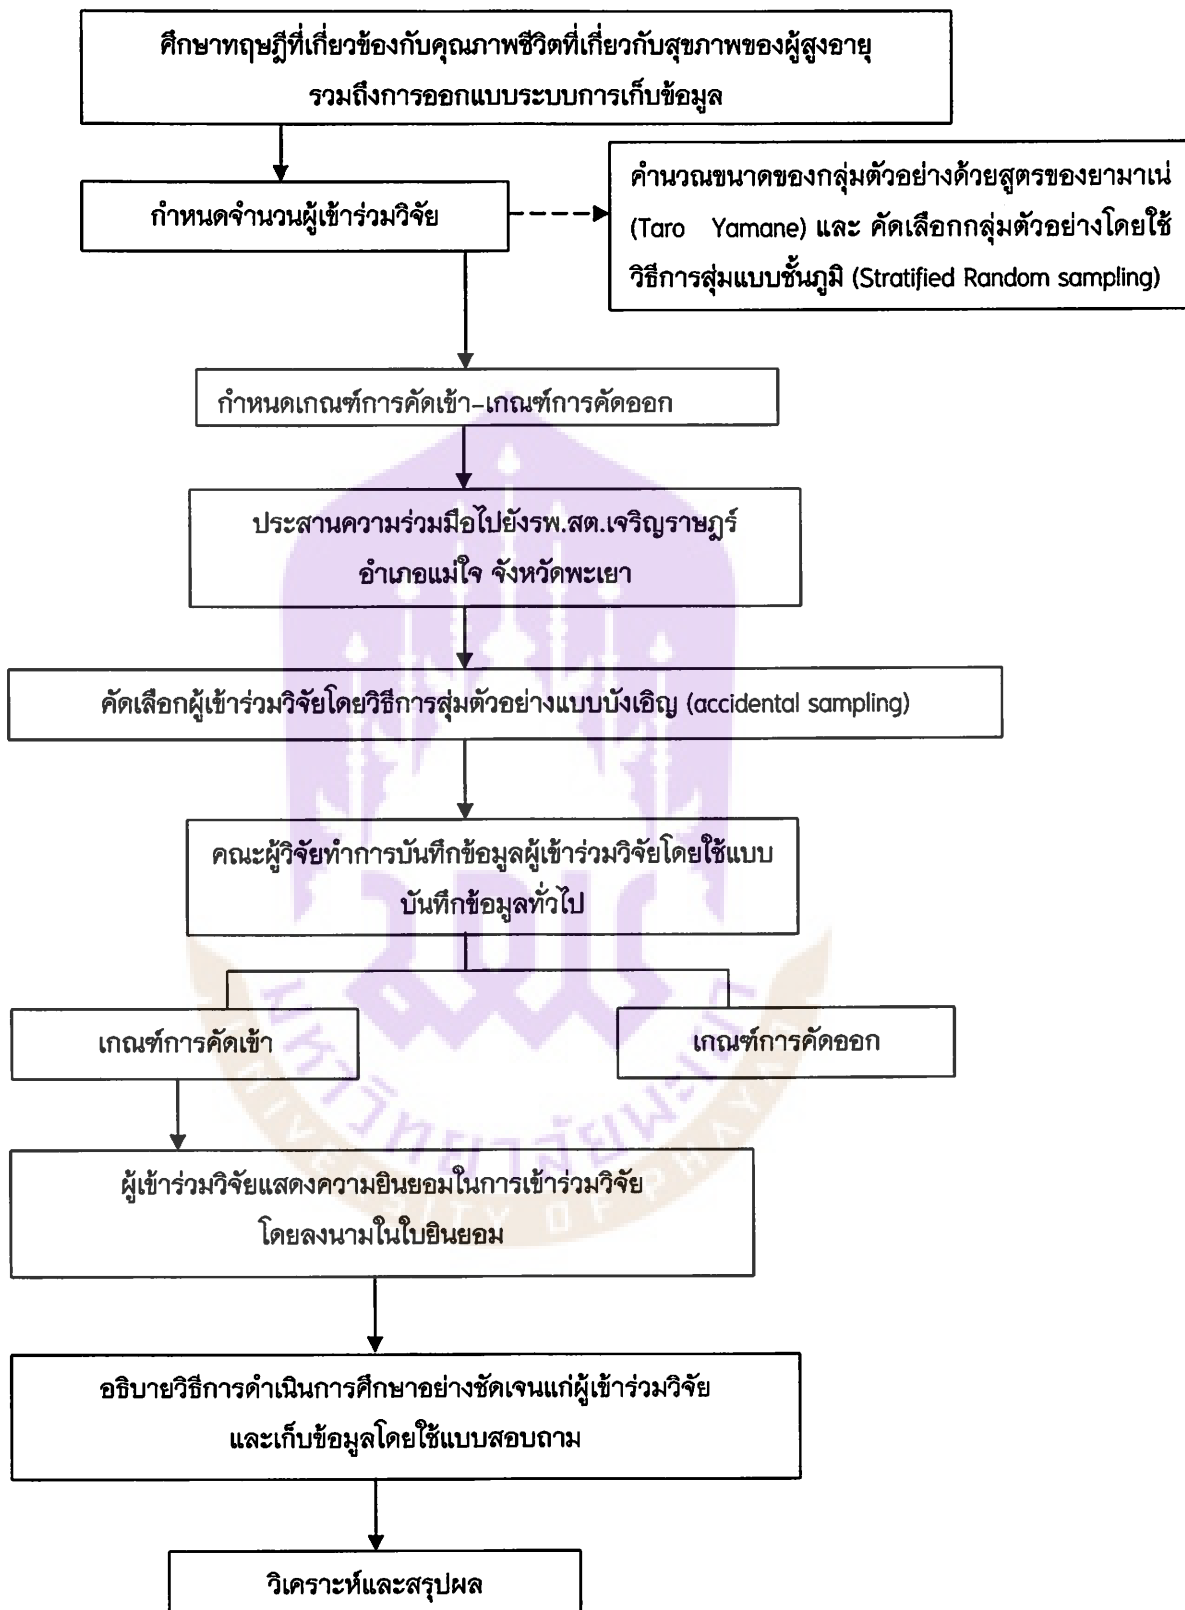 ศึกษาทฤษฎีที่เกี่ยวข้องกับคุณภาพชีวิตที่เกี่ยวกับสุขภาพของผู้สูงอายุ
รวมถึงการออกแบบระบบการเก็บข้อมูล
กำหนดจำนวนผู้เข้าร่วมวิจัย
คำนวณขนาดของกลุ่มตัวอย่างด้วยสูตรของยามาเน่
(Taro Yamane) และ คัดเลือกกลุ่มตัวอย่างโดยใช้
วิธีการสุ่มแบบชั้นภูมิ (Stratified Random sampling)
กำหนดเกณฑ์การคัดเข้า-เกณฑ์การคัดออก
ประสานความร่วมมือไปยังรพ.สต.เจริญราษฎร์
อำเภอแม่ใจ จังหวัดพะเยา
คัดเลือกผู้เข้าร่วมวิจัยโดยวิธีการสุ่มตัวอย่างแบบบังเอิญ (accidental sampling)
คณะผู้วิจัยทำการบันทึกข้อมูลผู้เข้าร่วมวิจัยโดยใช้แบบ
บันทึกข้อมูลทั่วไป
เกณฑ์การคัดเข้า
เกณฑ์การคัดออก
มหาวิทยาลัยพะเยา
UNIVERSITY OF PHAYAO
ผู้เข้าร่วมวิจัยแสดงความยินยอมในการเข้าร่วมวิจัย
โดยลงนามในใบยินยอม
อธิบายวิธีการดำเนินการศึกษาอย่างชัดเจนแก่ผู้เข้าร่วมวิจัย
และเก็บข้อมูลโดยใช้แบบสอบถาม
วิเคราะห์และสรุปผล